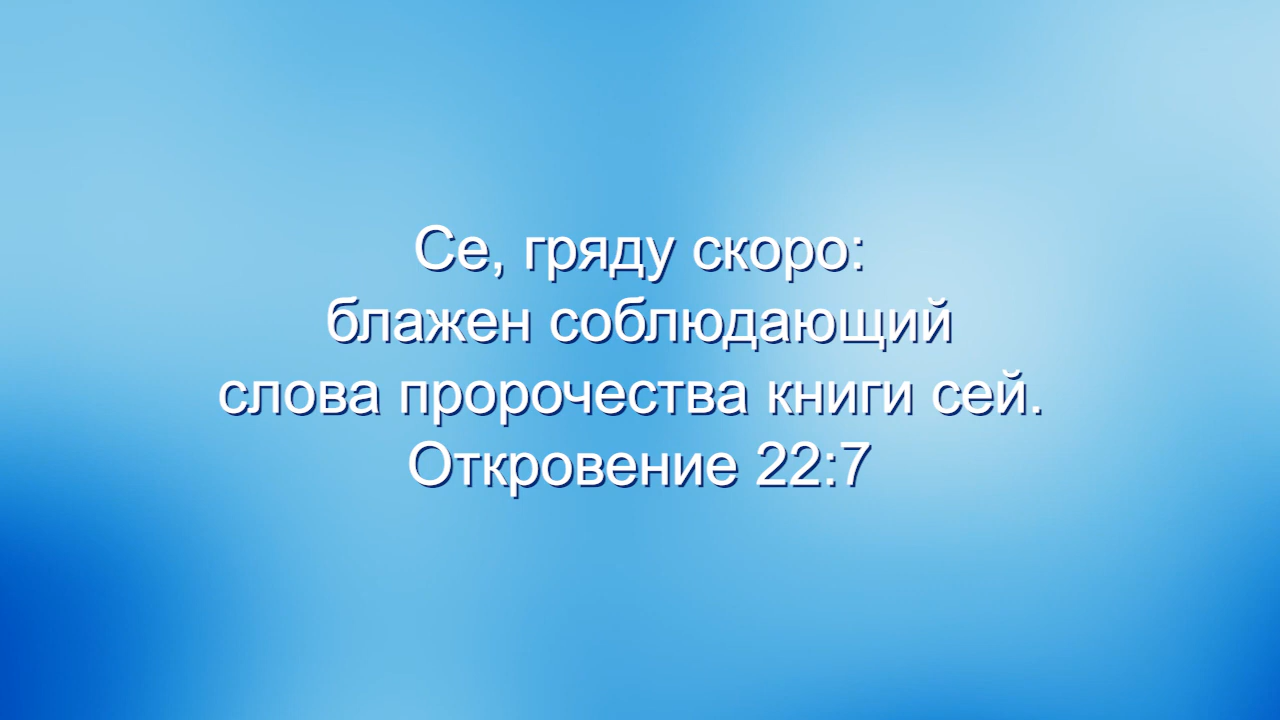 Се, гряду скоро:
блажен соблюдающий
слова пророчества книги сей.
Откровение 22:7